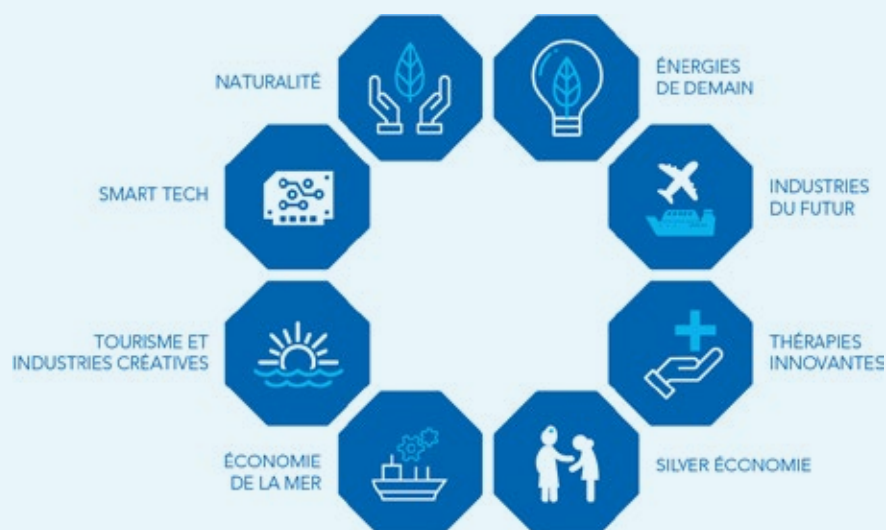 NATURALITÉ
ÉNERGIES
DE DEMAIN
SMART TECH
INDUSTRIES
DU FUTUR
TOURISME ET
INDUSTRIES CRÉATIVES
THÉRAPIES
INNOVANTES
ÉCONOMIE
DE LA MER
SILVER ÉCONOMIE